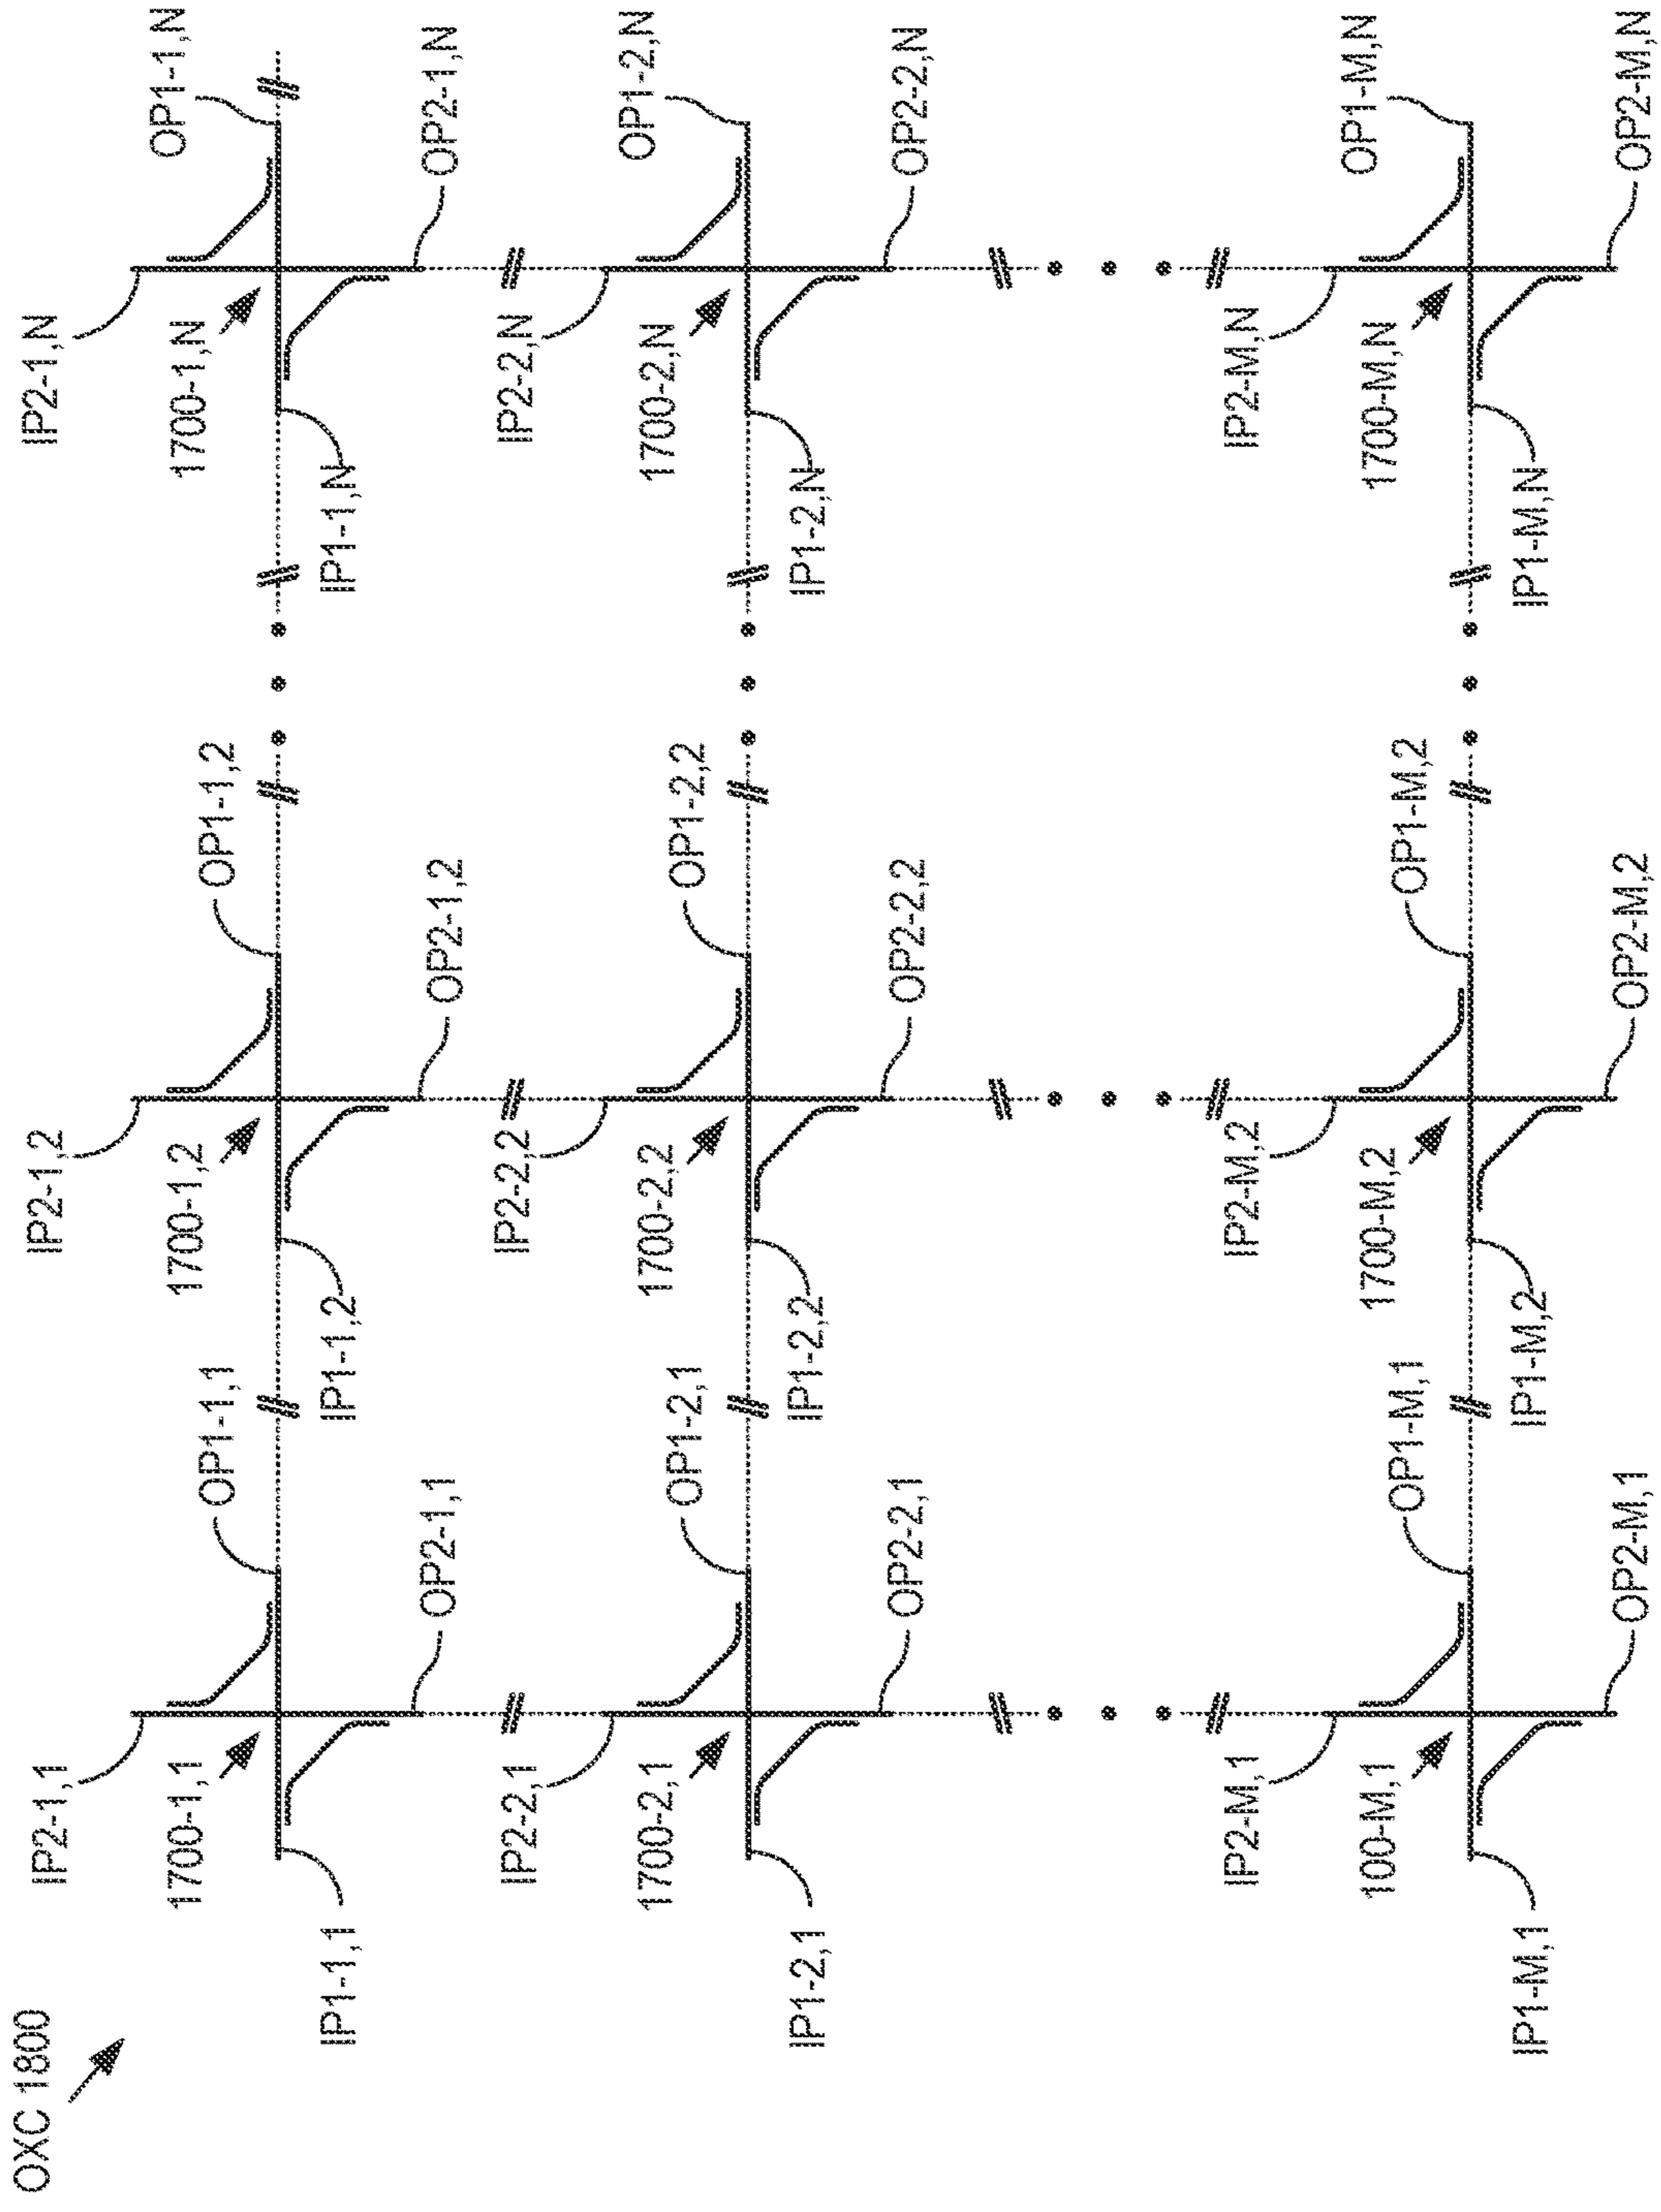 OXC 1800
IP2-1,1
IP2-1,2
IP2-1,N
1700-1,1
OP1-1,1
1700-1,2
OP1-1,2
1700-1,N
OP1-1,N
IP1-1,1
IP1-1,2
IP1-1,N
OP2-1,1
OP2-1,2
OP2-1,N
IP2-2,1
IP2-2,2
IP2-2,N
1700-2,1
OP1-2,1
1700-2,2
OP1-2,2
1700-2,N
OP1-2,N
IP1-2,1
IP1-2,2
IP1-2,N
OP2-2,1
OP2-2,2
OP2-2,N
IP2-M,1
IP2-M,2
IP2-M,N
100-M,1
OP1-M,1
1700-M,2
OP1-M,2
1700-M,N
OP1-M,N
IP1-M,1
IP1-M,2
IP1-M,N
OP2-M,1
OP2-M,2
OP2-M,N